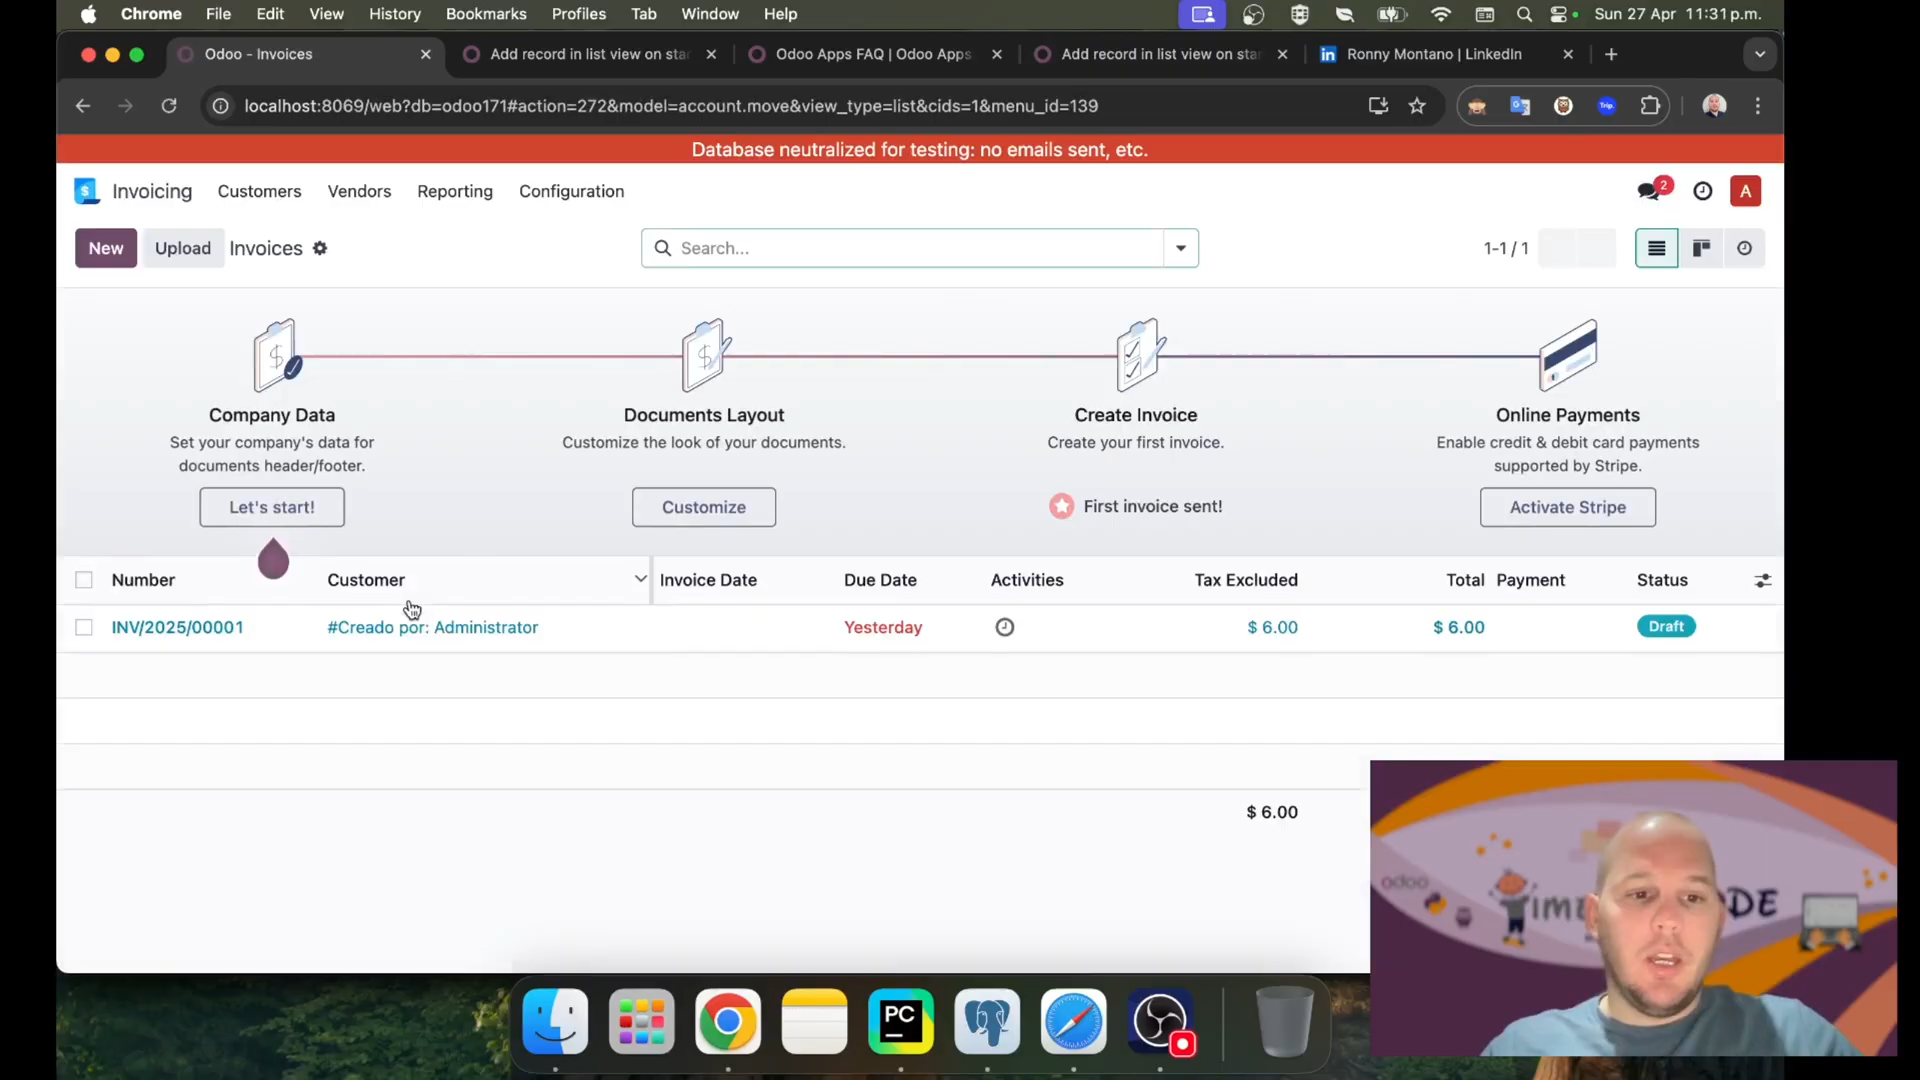 Chrome File Edit View History Bookmarks Profiles Tab Window Help
Sun 27 Apr 11:31 p.m.
Odoo - Invoices
Add record in list view on sta
Odoo Apps FAQ | Odoo Apps
Add record in list view on sta
in Ronny Montano | LinkedIn
localhost:8069/web?db=odoo171#action=272&model=account.move&view_type=list&cids=1&menu_id=139
Trip.
Database neutralized for testing: no emails sent, etc.
Invoicing Customers Vendors Reporting Configuration
2
A
New Upload Invoices
Search...
1-1 / 1
Company Data
Set your company's data for
documents header/footer.
Let's start!
Documents Layout
Customize the look of your documents.
Customize
Create Invoice
Create your first invoice.
First invoice sent!
Online Payments
Enable credit & debit card payments
supported by Stripe.
Activate Stripe
Number Customer Invoice Date Due Date Activities Tax Excluded Total Payment Status
INV/2025/00001 #Creado por: Administrator Yesterday $ 6.00 $ 6.00 Draft
$ 6.00
odoo
PC